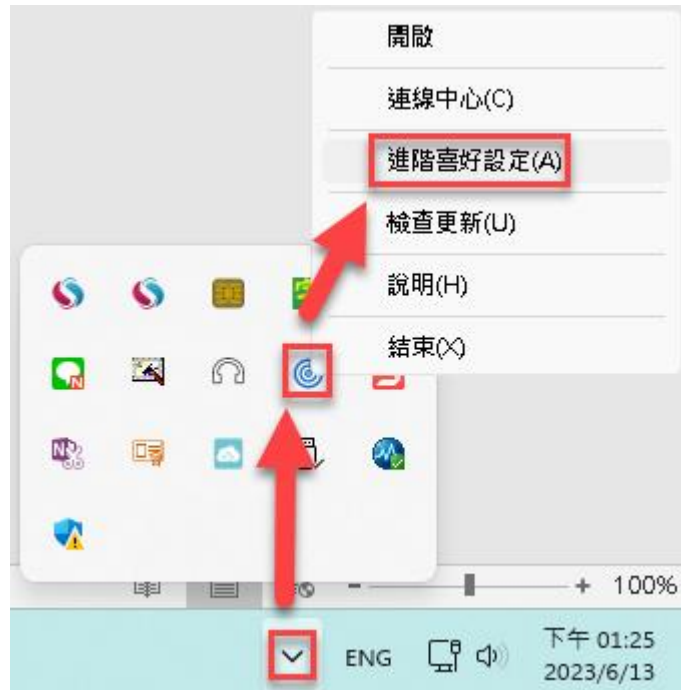 開啟
連線中心(C)
進階喜好設定(A)
檢查更新(U)
說明(H)
結束(X)
100%
ENG
下午 01:25
2023/6/13